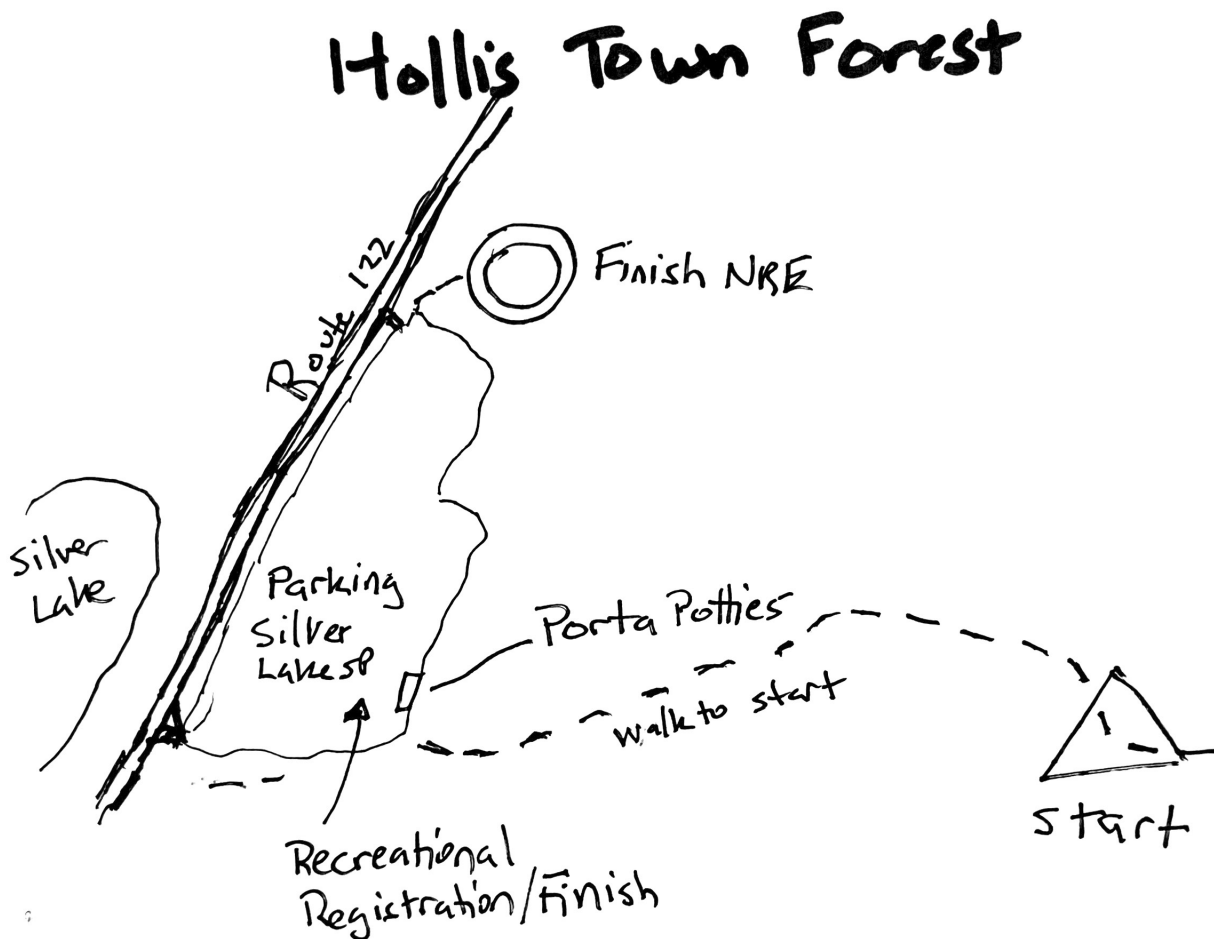 Hollis Town Forest
Route 122
Finish NRE
Silver
Lake
Parking
Silver
Lake SP
Porta Potties
walk to start
start
Recreational
Registration/Finish